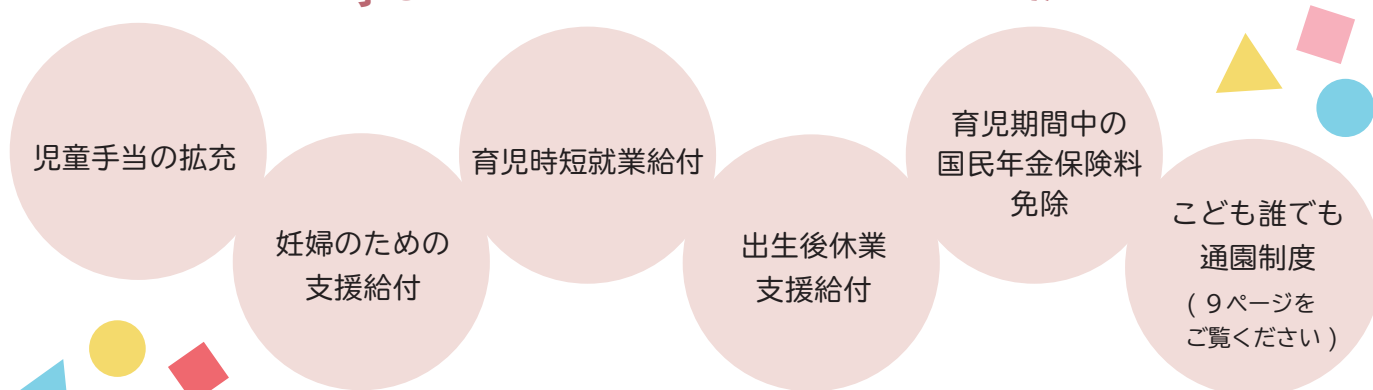 児童手当の拡充
妊婦のための
支援給付
育児時短就業給付
出生後休業
支援給付
育児期間中の
国民年金保険料
免除
こども誰でも
通園制度
( 9ページを
ご覧ください )